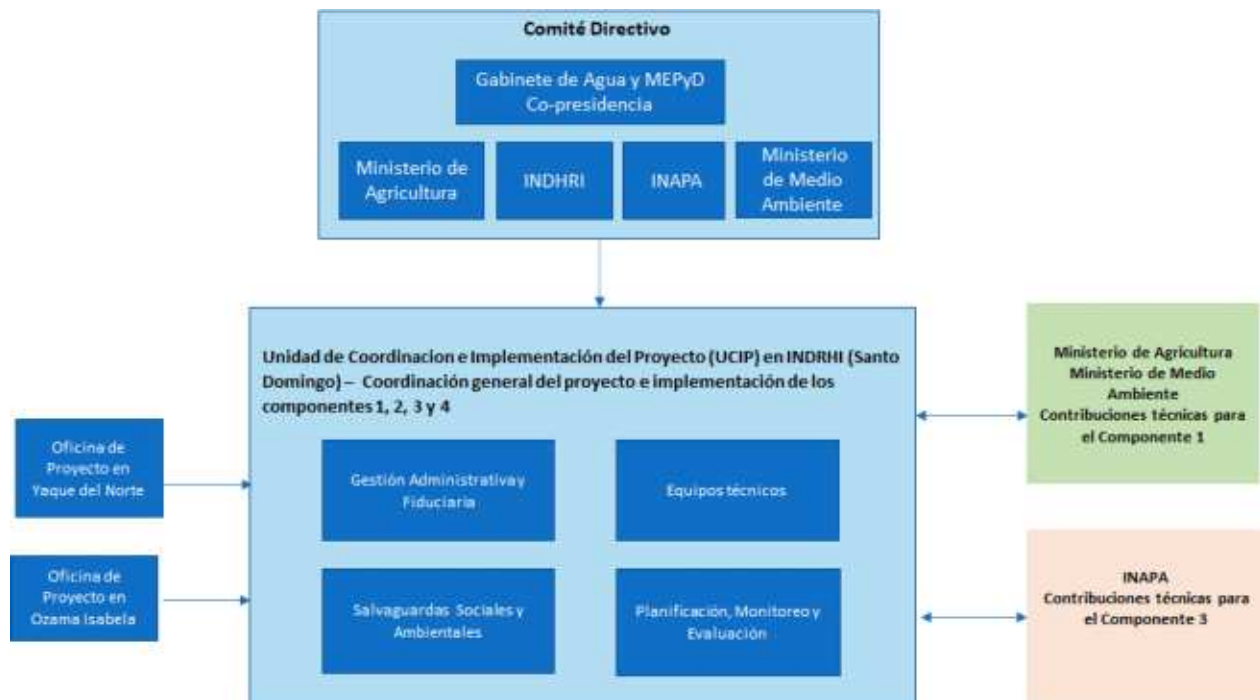 Comité Directivo
Gabinete de Agua y MEPyD
Co-presidencia
Ministerio de
Agricultura
INDHRI
INAPA
Ministerio
de Medio
Ambiente
Unidad de Coordinacion e Implementación del Proyecto (UCIP) en INDRHI (Santo
Domingo) – Coordinación general del proyecto e implementación de los
componentes 1, 2, 3 y 4
Gestión Administrativa y
Fiduciaria
Equipos técnicos
Salvaguardas Sociales y
Ambientales
Planificación, Monitoreo y
Evaluación
Oficina de
Proyecto en
Yaque del Norte
Oficina de
Proyecto en
Ozama Isabela
Ministerio de Agricultura
Ministerio de Medio
Ambiente
Contribuciones técnicas para
el Componente 1
INAPA
Contribuciones técnicas para
el Componente 3